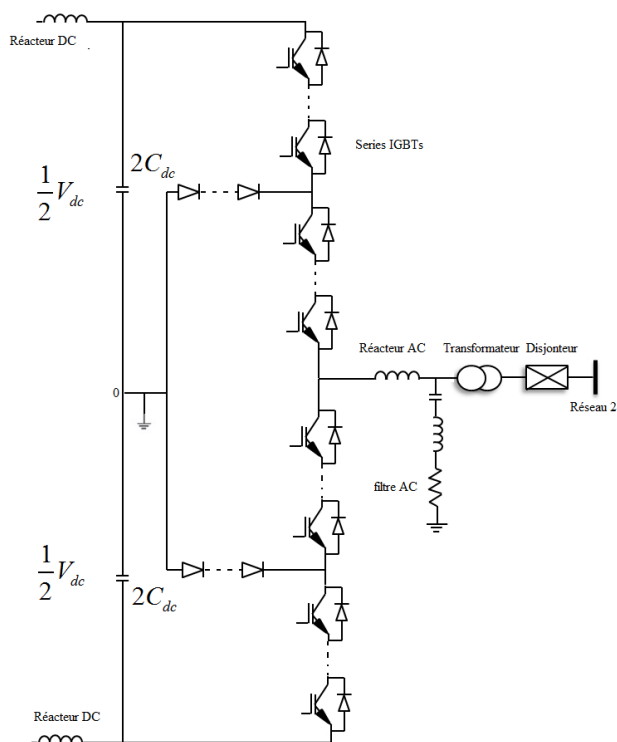 Réacteur DC
Series IGBTs
2C_dc
1/2 V_dc
Réacteur AC
Transformateur
Disjonteur
0
Réseau 2
filtre AC
1/2 V_dc
2C_dc
Réacteur DC